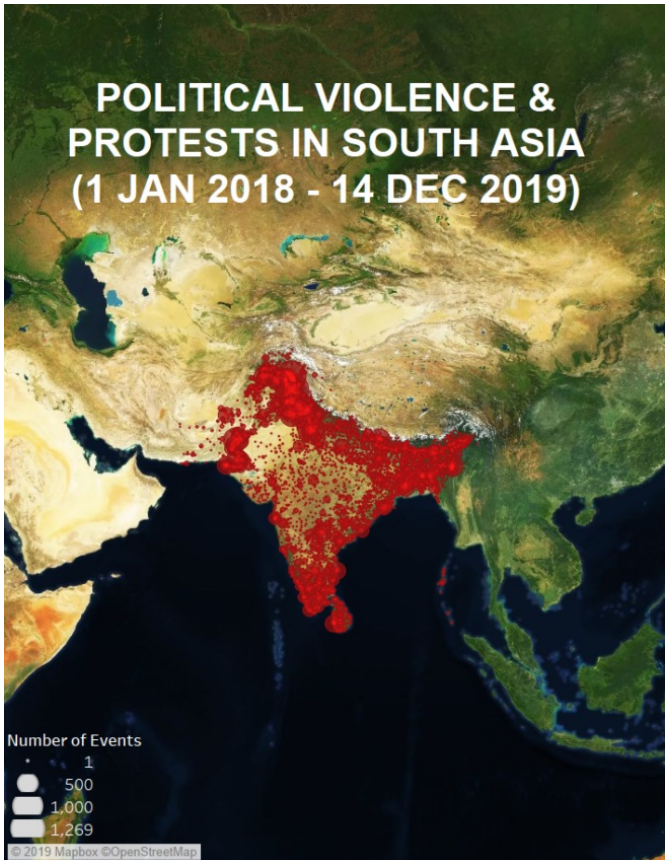 POLITICAL VIOLENCE &
PROTESTS IN SOUTH ASIA
(1 JAN 2018 - 14 DEC 2019)
Number of Events
1
500
1,000
1,269
© 2019 Mapbox ©OpenStreetMap